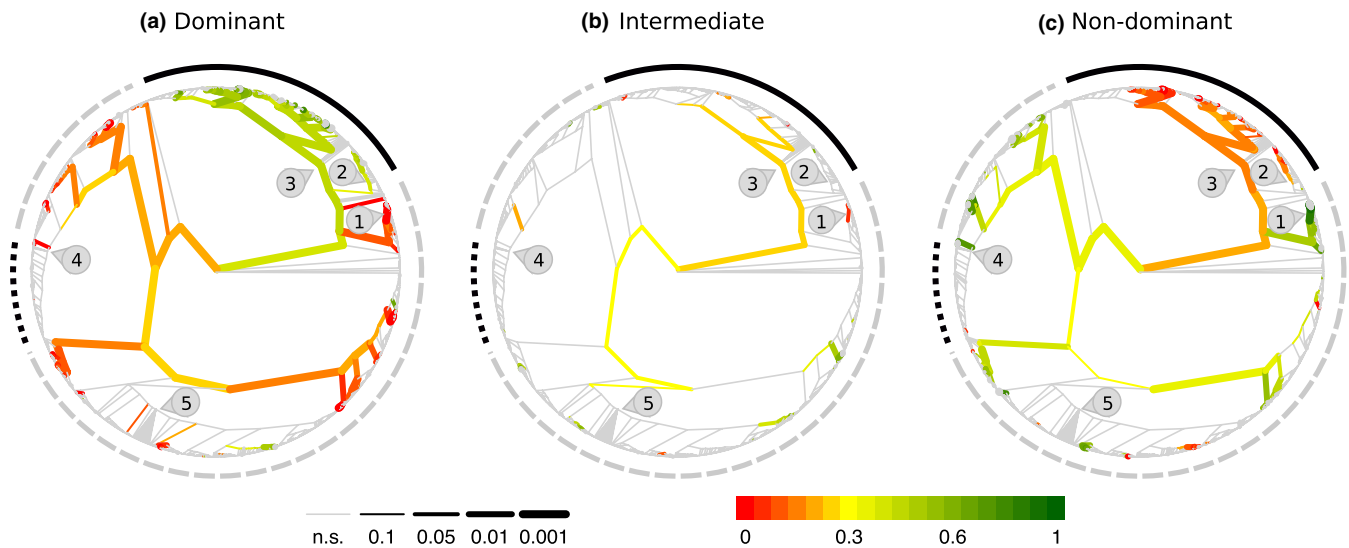 (a) Dominant
(b) Intermediate
(c) Non-dominant
3 2 1 4 5
3 2 1 4 5
3 2 1 4 5
n.s. 0.1 0.05 0.01 0.001
0 0.3 0.6 1